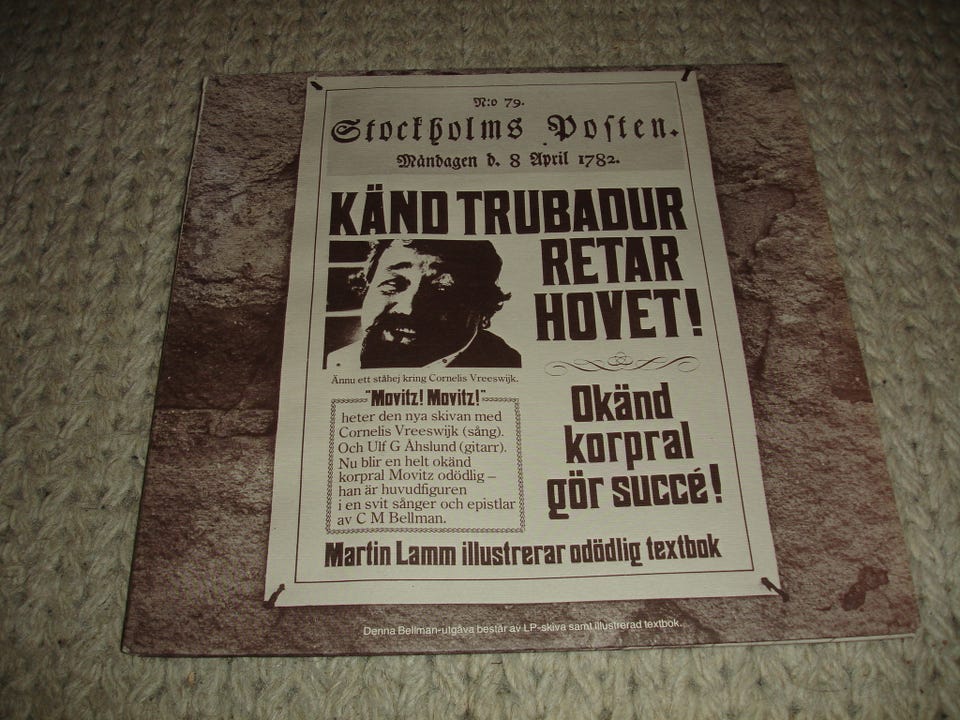 N:o 79.
Stockholms Posten.
Måndagen d. 8 April 1782.
KÄND TRUBADUR
RETAR
HOVET!
Ännu ett ståhej kring Cornelis Vreeswijk.
"Movitz! Movitz!"
heter den nya skivan med
Cornelis Vreeswijk (sång).
Och Ulf G Åhslund (gitarr).
Nu blir en helt okänd
korpral Movitz odödlig –
han är huvudfiguren
i en svit sånger och epistlar
av C M Bellman.
Okänd
korpral
gör succé!
Martin Lamm illustrerar odödlig textbok
Denna Bellman-utgåva består av LP-skiva samt illustrerad textbok.